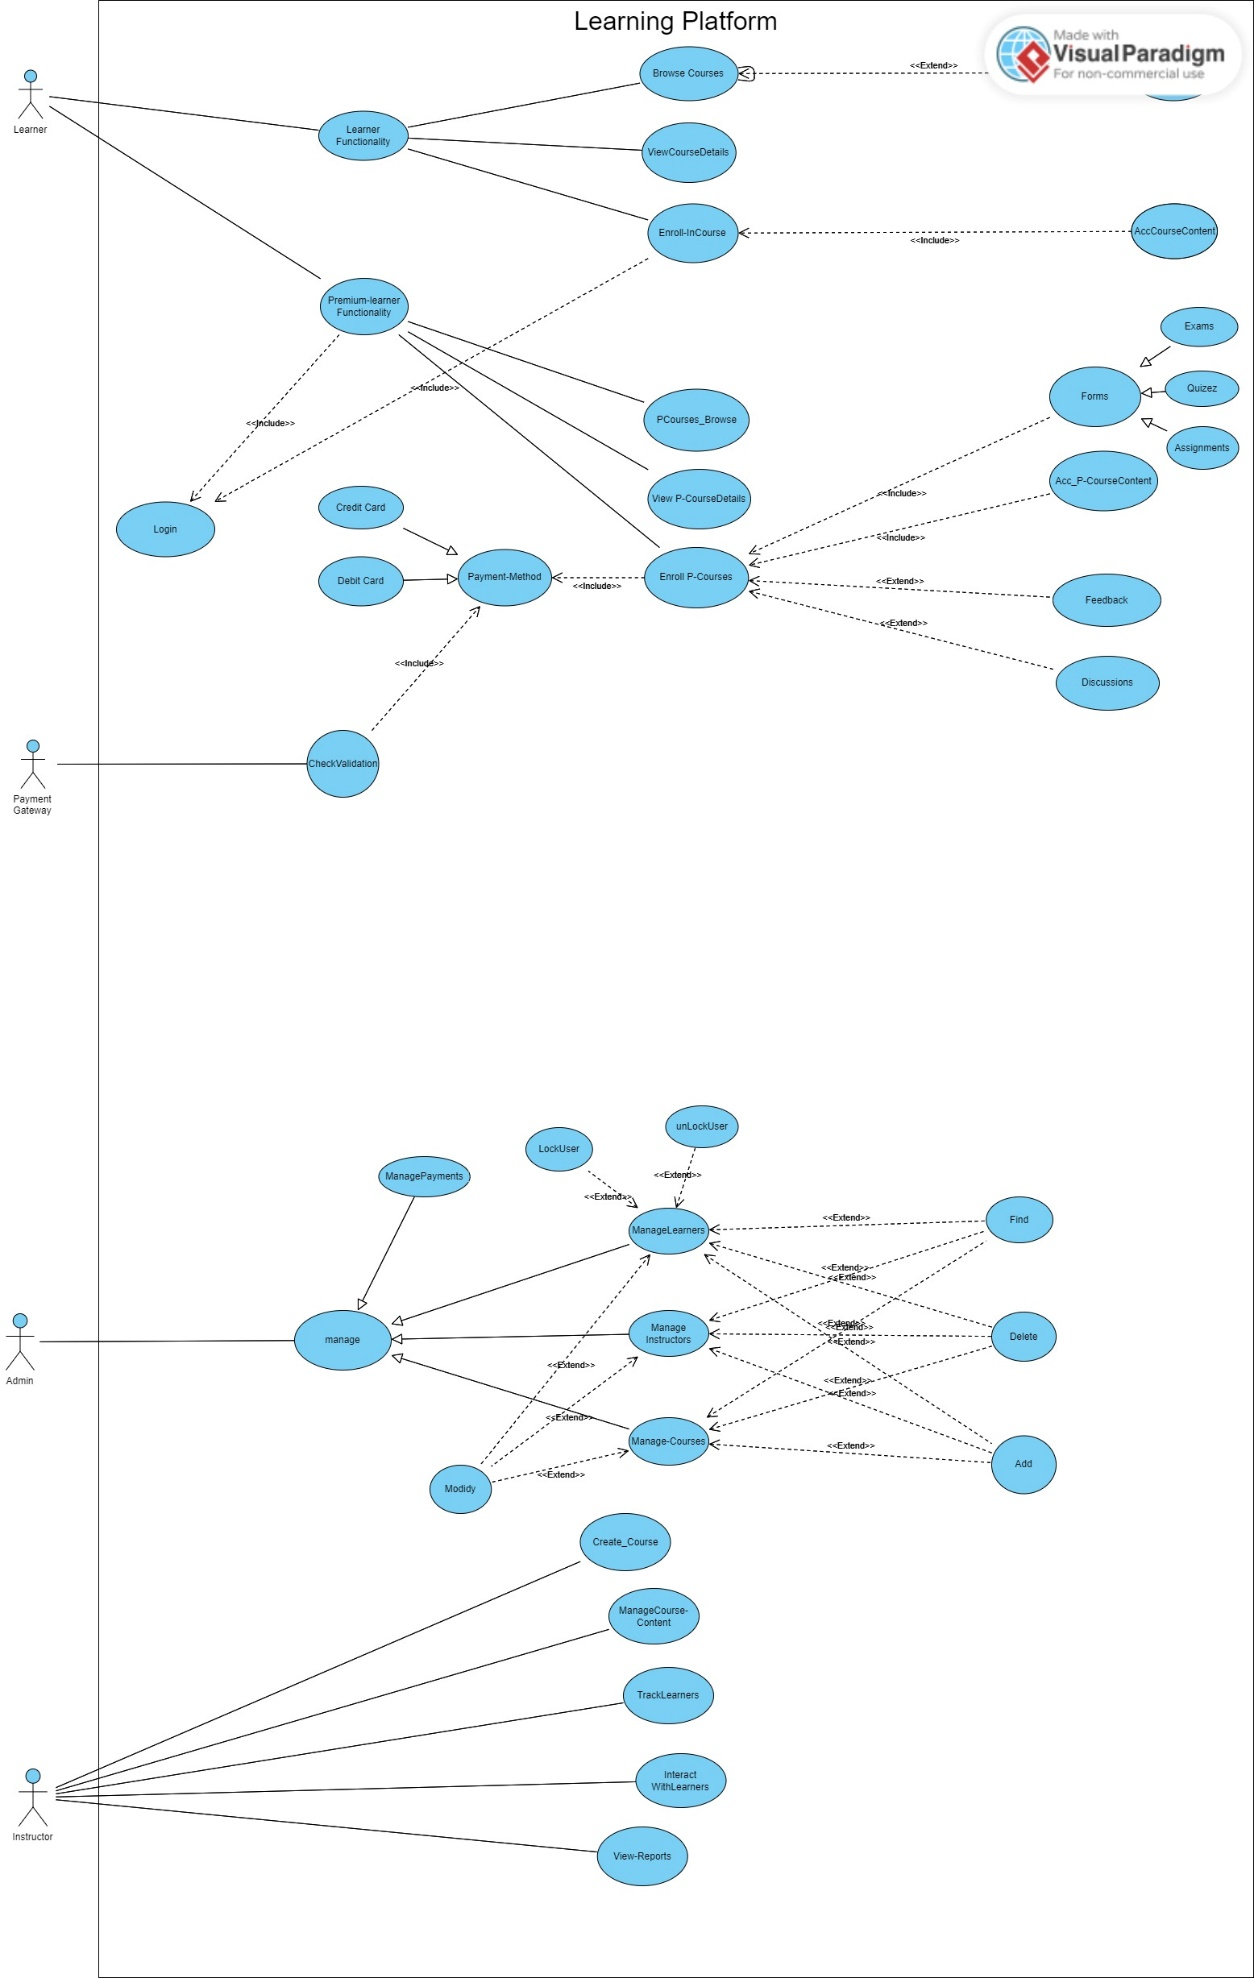 Learning Platform
Made with
Visual Paradigm
For non-commercial use
Browse Courses
<<Extend>>
Learner
Learner
Functionality
ViewCourseDetails
Enroll-InCourse
<<Include>>
AccCourseContent
Premium-learner
Functionality
Exams
<<Include>>
Forms
Quizez
<<Include>>
PCourses_Browse
Assignments
Acc_P-CourseContent
<<Include>>
View P-CourseDetails
Credit Card
Login
<<Include>>
Debit Card
Payment-Method
<<Include>>
Enroll P-Courses
<<Extend>>
Feedback
<<Extend>>
<<Include>>
Discussions
CheckValidation
Payment
Gateway
unLockUser
LockUser
ManagePayments
<<Extend>>
<<Extend>>
ManageLearners
<<Extend>>
Find
<<Extend>>
<<Extend>>
Manage
Instructors
<<Extend>>
<<Extend>>
<<Extend>>
Delete
manage
Admin
<<Extend>>
<<Extend>>
<<Extend>>
<<Extend>>
Manage-Courses
<<Extend>>
Add
<<Extend>>
Modidy
Create_Course
ManageCourse-
Content
TrackLearners
Interact
WithLearners
Instructor
View-Reports